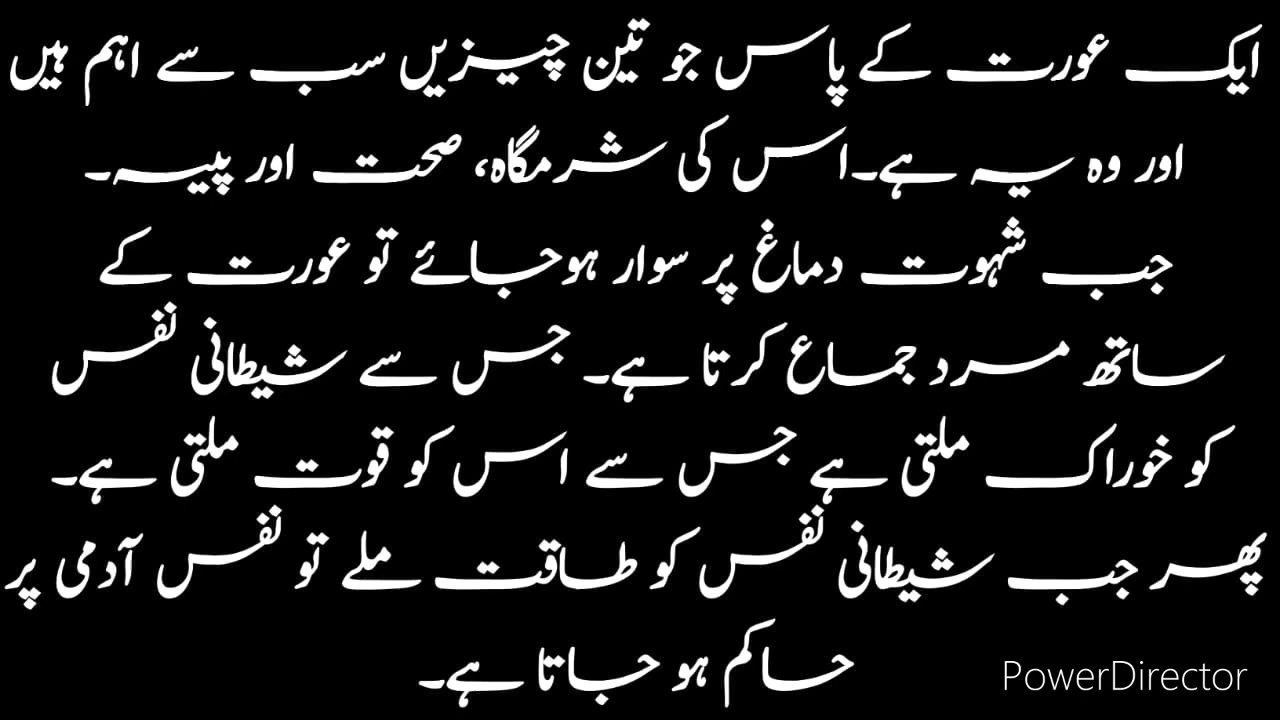 ایک عورت کے پاس جو تین چیزیں سب سے اہم ہیں
اور وہ یہ ہے۔اس کی شرمگاہ، صحت اور پیسہ۔
جب شہوت دماغ پر سوار ہوجائے تو عورت کے
ساتھ مرد جماع کرتا ہے۔ جس سے شیطانی نفس
کو خوراک ملتی ہے جس سے اس کو قوت ملتی ہے۔
پھر جب شیطانی نفس کو طاقت ملے تو نفس آدمی پر
حاکم ہو جاتا ہے۔
PowerDirector